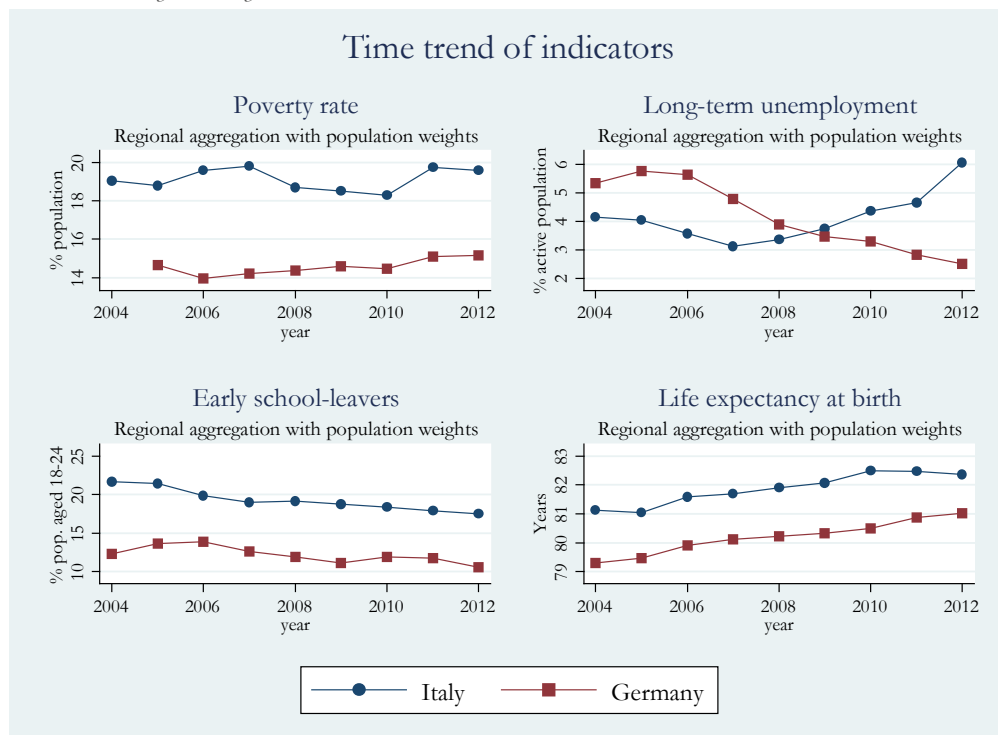 Time trend of indicators
Poverty rate
Regional aggregation with population weights
% population
20
18
16
14
2004 2006 2008 2010 2012
year
Long-term unemployment
Regional aggregation with population weights
% active population
6
5
4
3
2
2004 2006 2008 2010 2012
year
Early school-leavers
Regional aggregation with population weights
% pop. aged 18-24
25
20
15
10
2004 2006 2008 2010 2012
year
Life expectancy at birth
Regional aggregation with population weights
Years
83
82
81
80
79
2004 2006 2008 2010 2012
year
Italy Germany